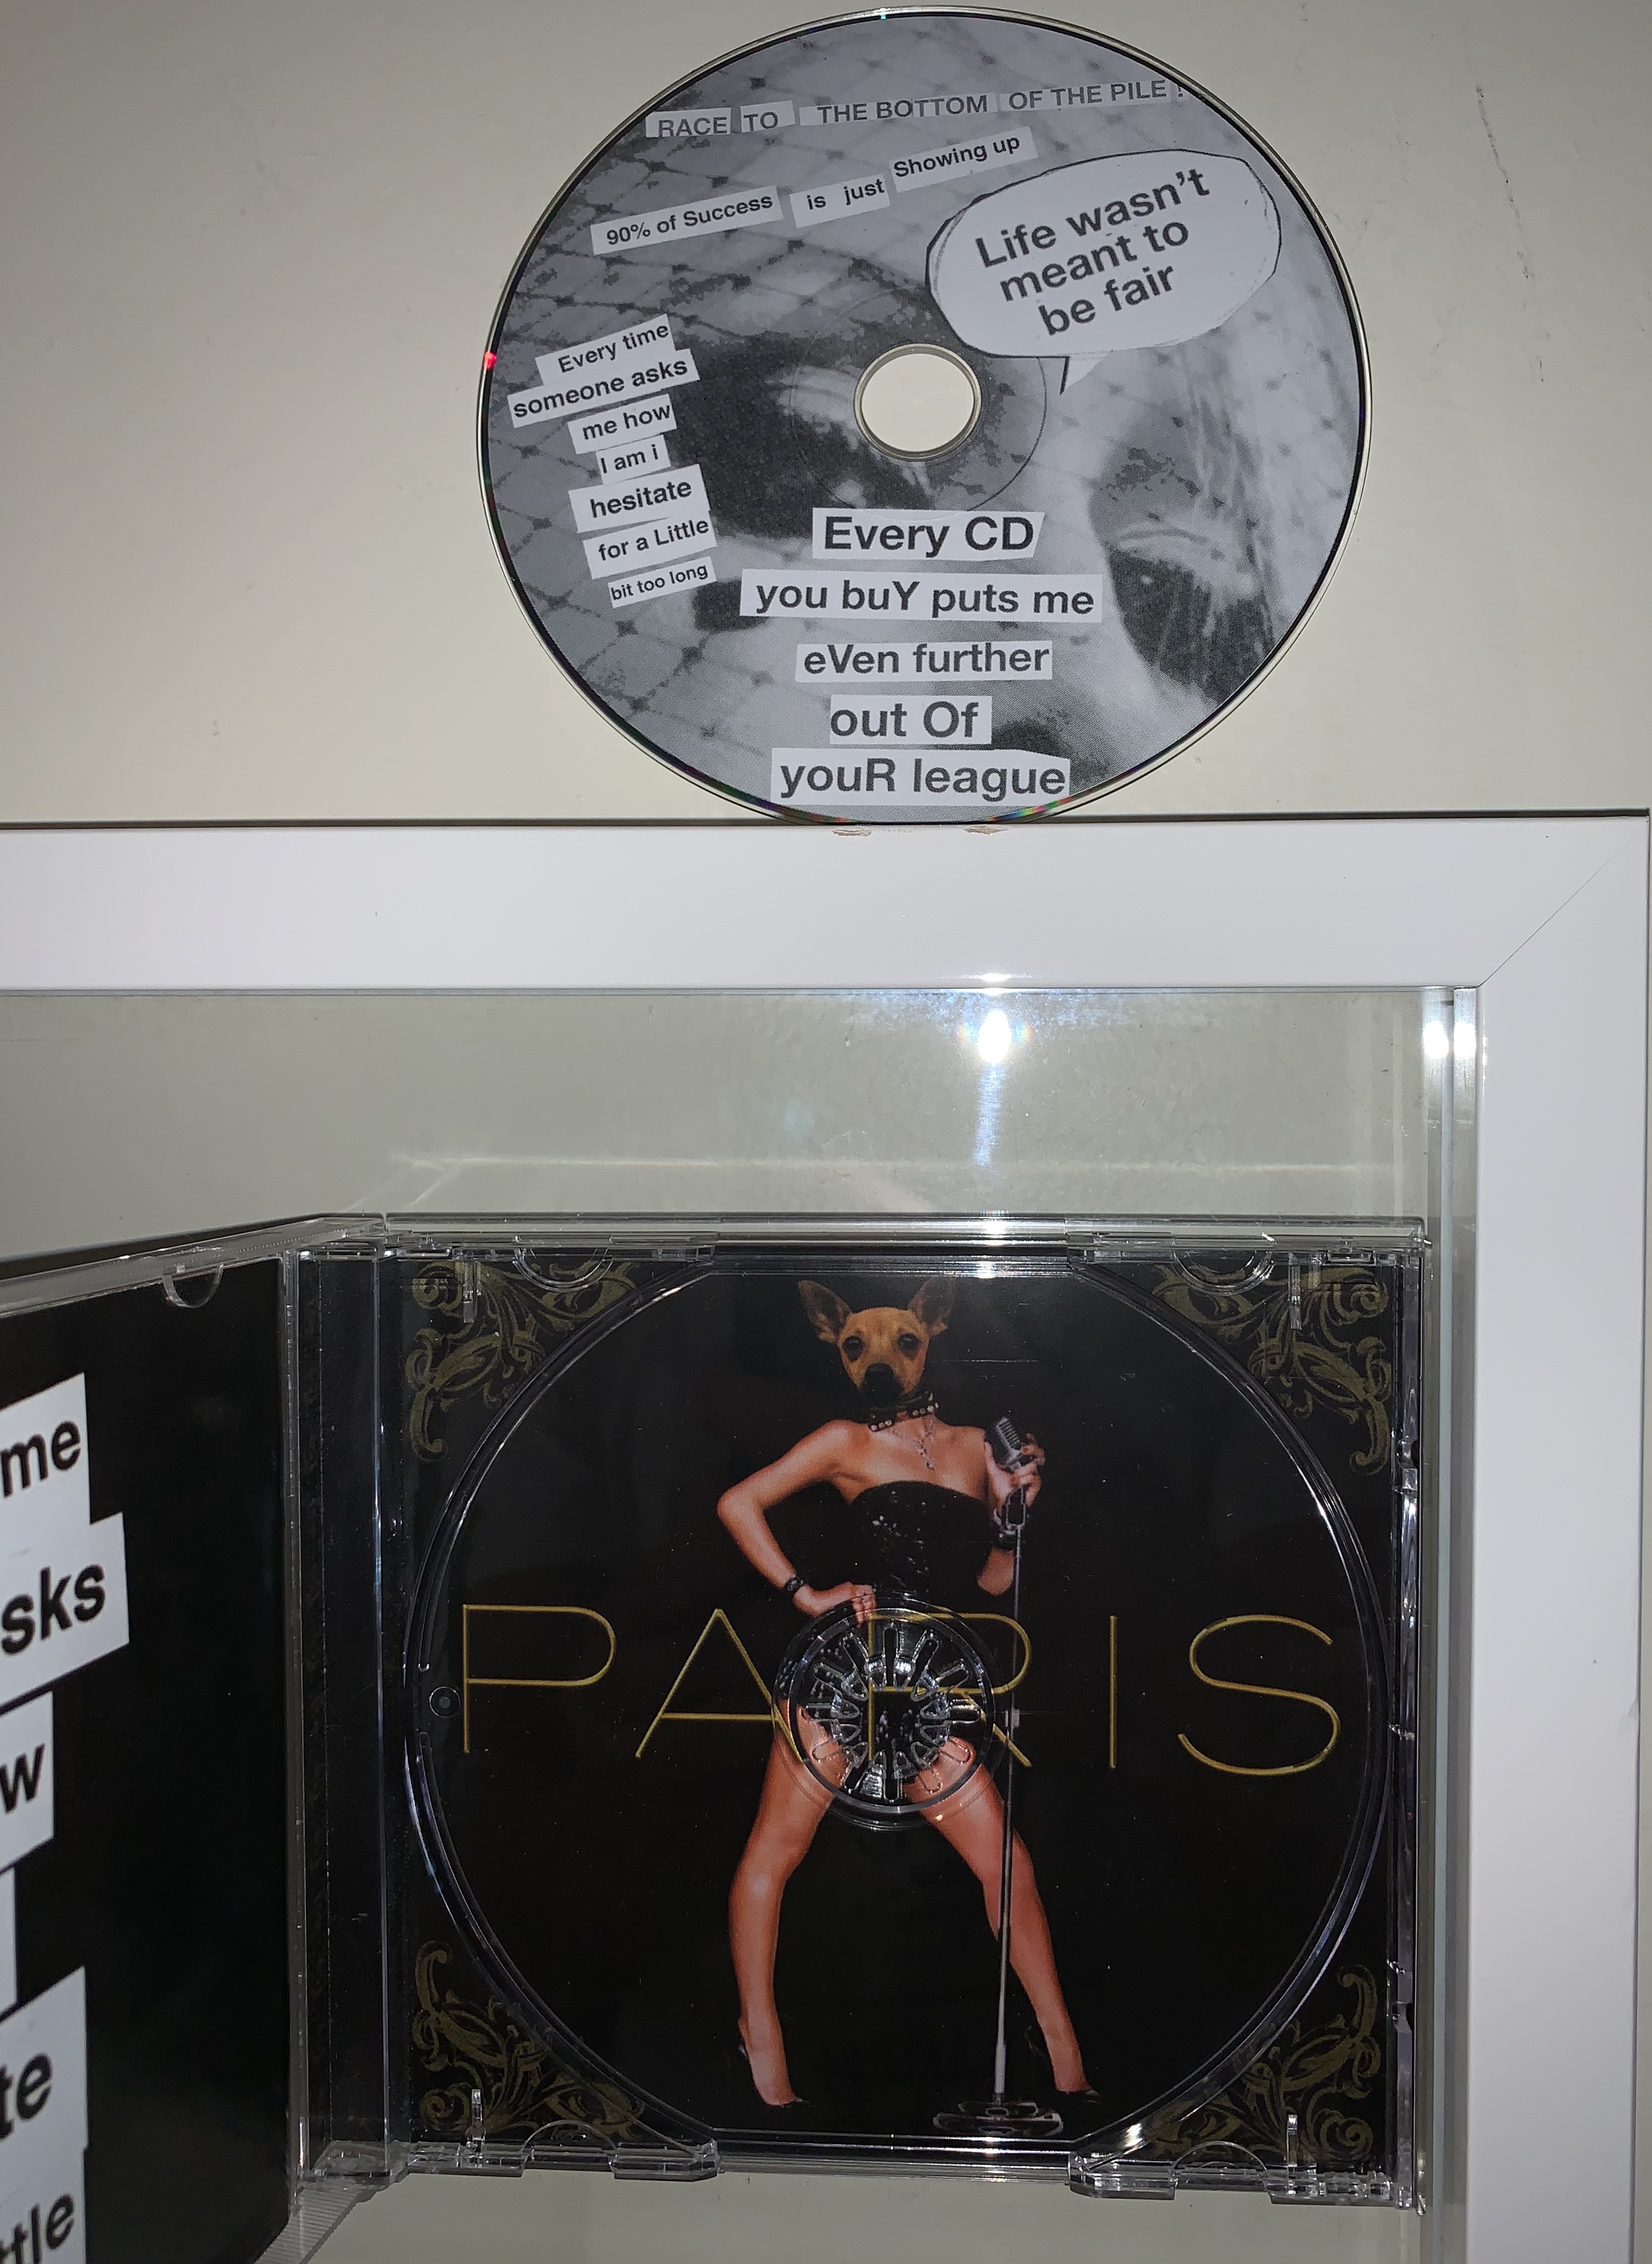 RACE TO THE BOTTOM OF THE PILE !
90% of Success is just Showing up
Life wasn't
meant to
be fair
Every time
someone asks
me how
I am i
hesitate
for a Little
bit too long
Every CD
you buY puts me
eVen further
out Of
youR league
me
sks
w
te
ttle
PARIS